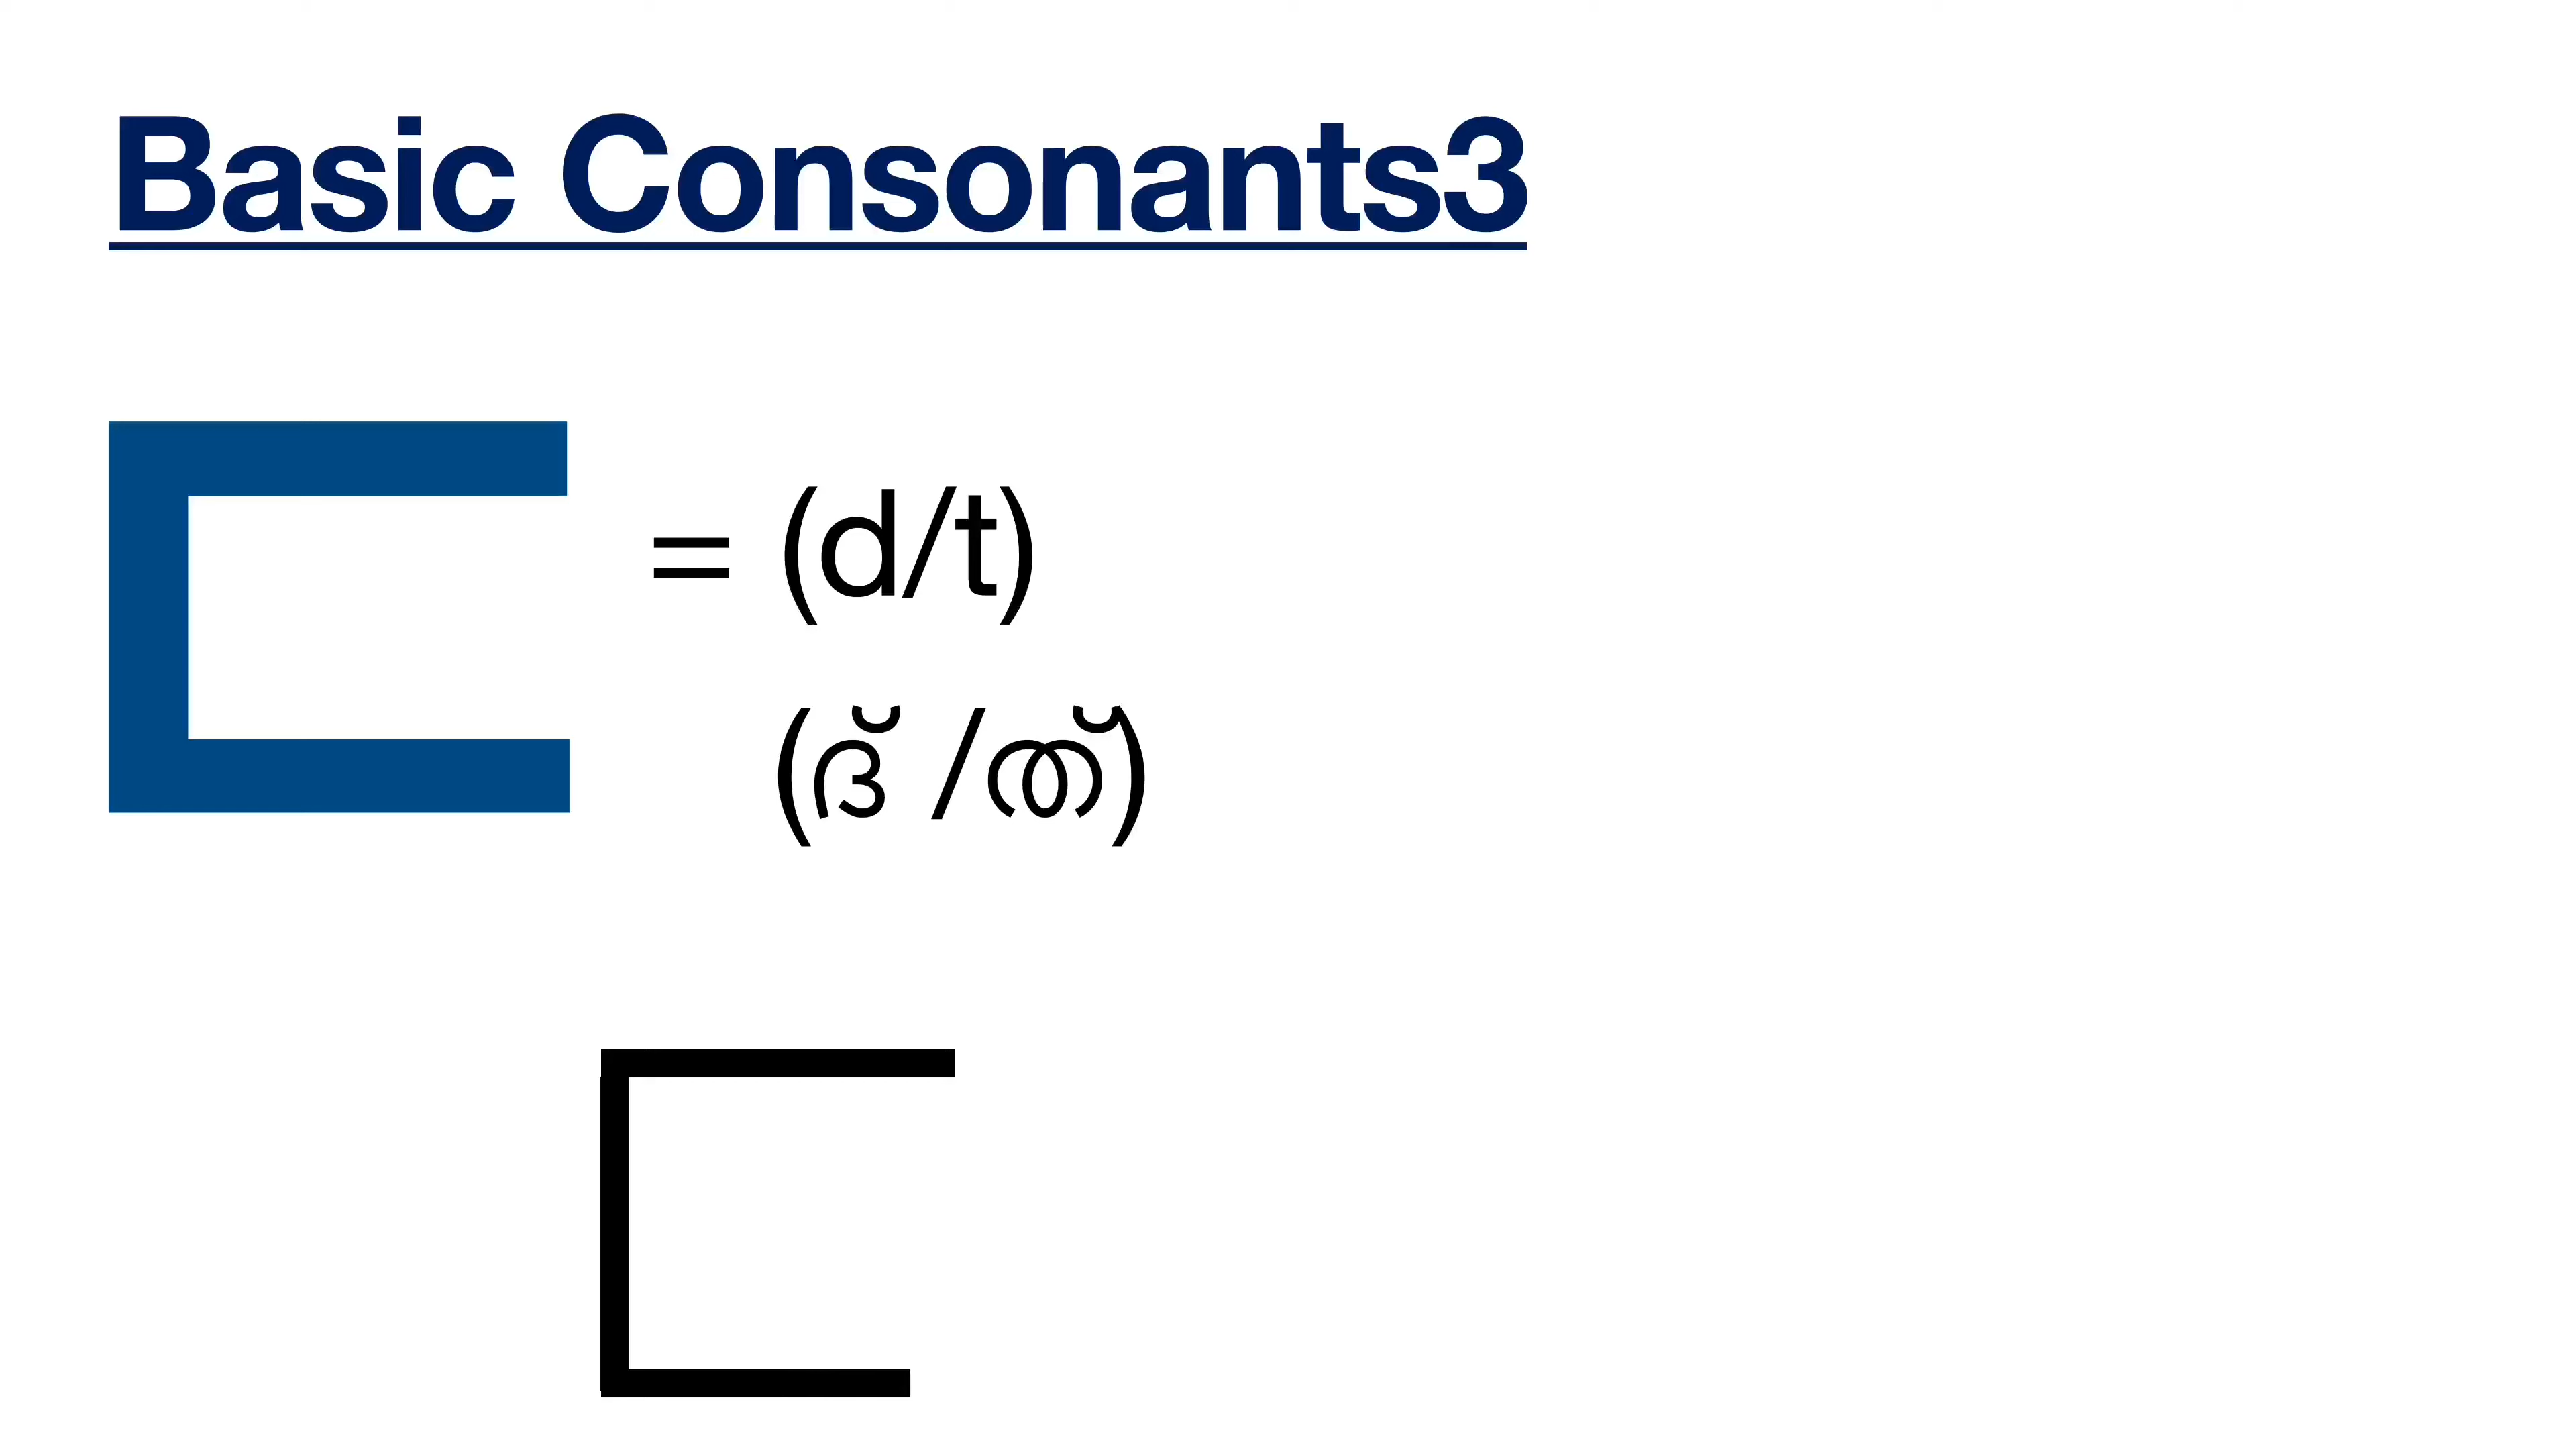 Basic Consonants3
ㄷ = (d/t)
(ദ് /ത്)
ㄷ